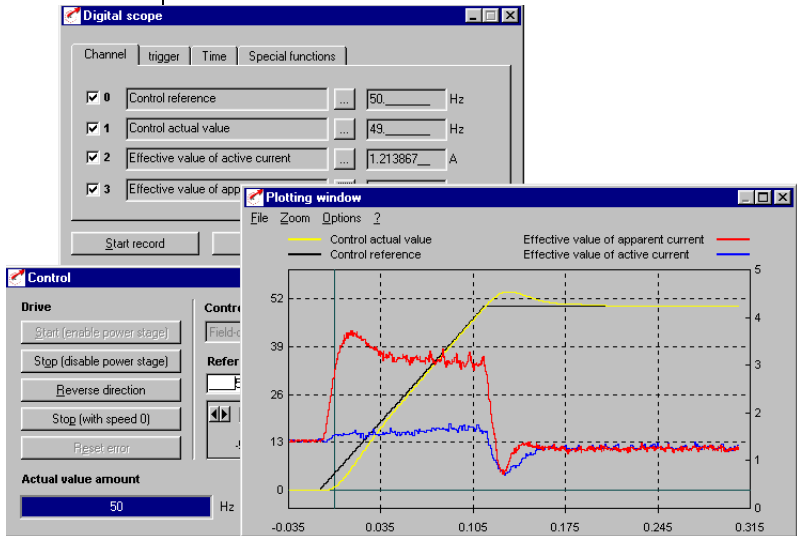 Digital scope
Channel trigger Time Special functions
0 Control reference ... 50._______ Hz
1 Control actual value ... 49._______ Hz
2 Effective value of active current ... 1.213867__ A
3 Effective value of app
Start record
Plotting window
File Zoom Options ?
Control actual value Effective value of apparent current
Control reference Effective value of active current
52
39
26
13
0
5
4
3
2
1
0
-0.035 0.035 0.105 0.175 0.245 0.315
Control
Drive
Start (enable power stage)
Stop (disable power stage)
Reverse direction
Stop (with speed 0)
Reset error
Actual value amount
50 Hz
Contro
Field-o
Refer